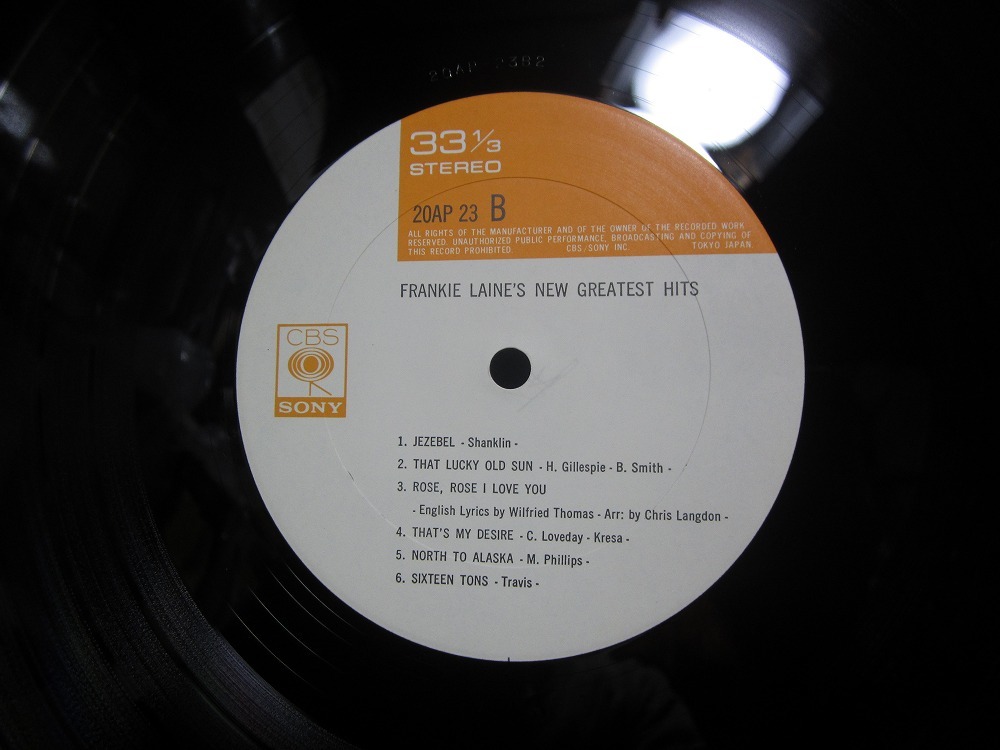 20AP 23B2
33 1/3
STEREO
20AP 23 B
ALL RIGHTS OF THE MANUFACTURER AND OF THE OWNER OF THE RECORDED WORK
RESERVED. UNAUTHORIZED PUBLIC PERFORMANCE, BROADCASTING AND COPYING OF
THIS RECORD PROHIBITED. CBS/SONY INC. TOKYO JAPAN.
FRANKIE LAINE'S NEW GREATEST HITS
CBS
SONY
1. JEZEBEL - Shanklin -
2. THAT LUCKY OLD SUN - H. Gillespie - B. Smith -
3. ROSE, ROSE I LOVE YOU
- English Lyrics by Wilfried Thomas - Arr: by Chris Langdon -
4. THAT'S MY DESIRE - C. Loveday - Kresa -
5. NORTH TO ALASKA - M. Phillips -
6. SIXTEEN TONS - Travis -